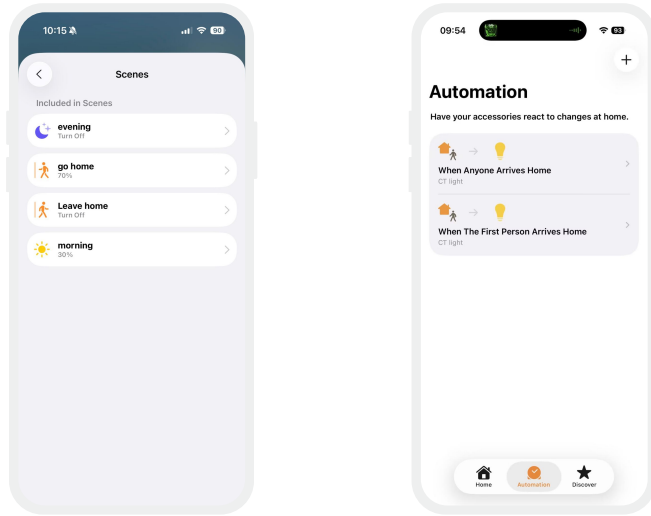 10:15
90
Scenes
Included in Scenes
evening
Turn Off
go home
70%
Leave home
Turn Off
morning
30%
09:54
93
Automation
Have your accessories react to changes at home.
When Anyone Arrives Home
CT light
When The First Person Arrives Home
CT light
Home
Automation
Discover